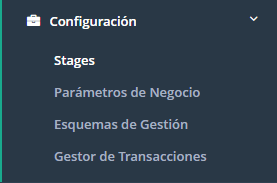 Configuración
Stages
Parámetros de Negocio
Esquemas de Gestión
Gestor de Transacciones